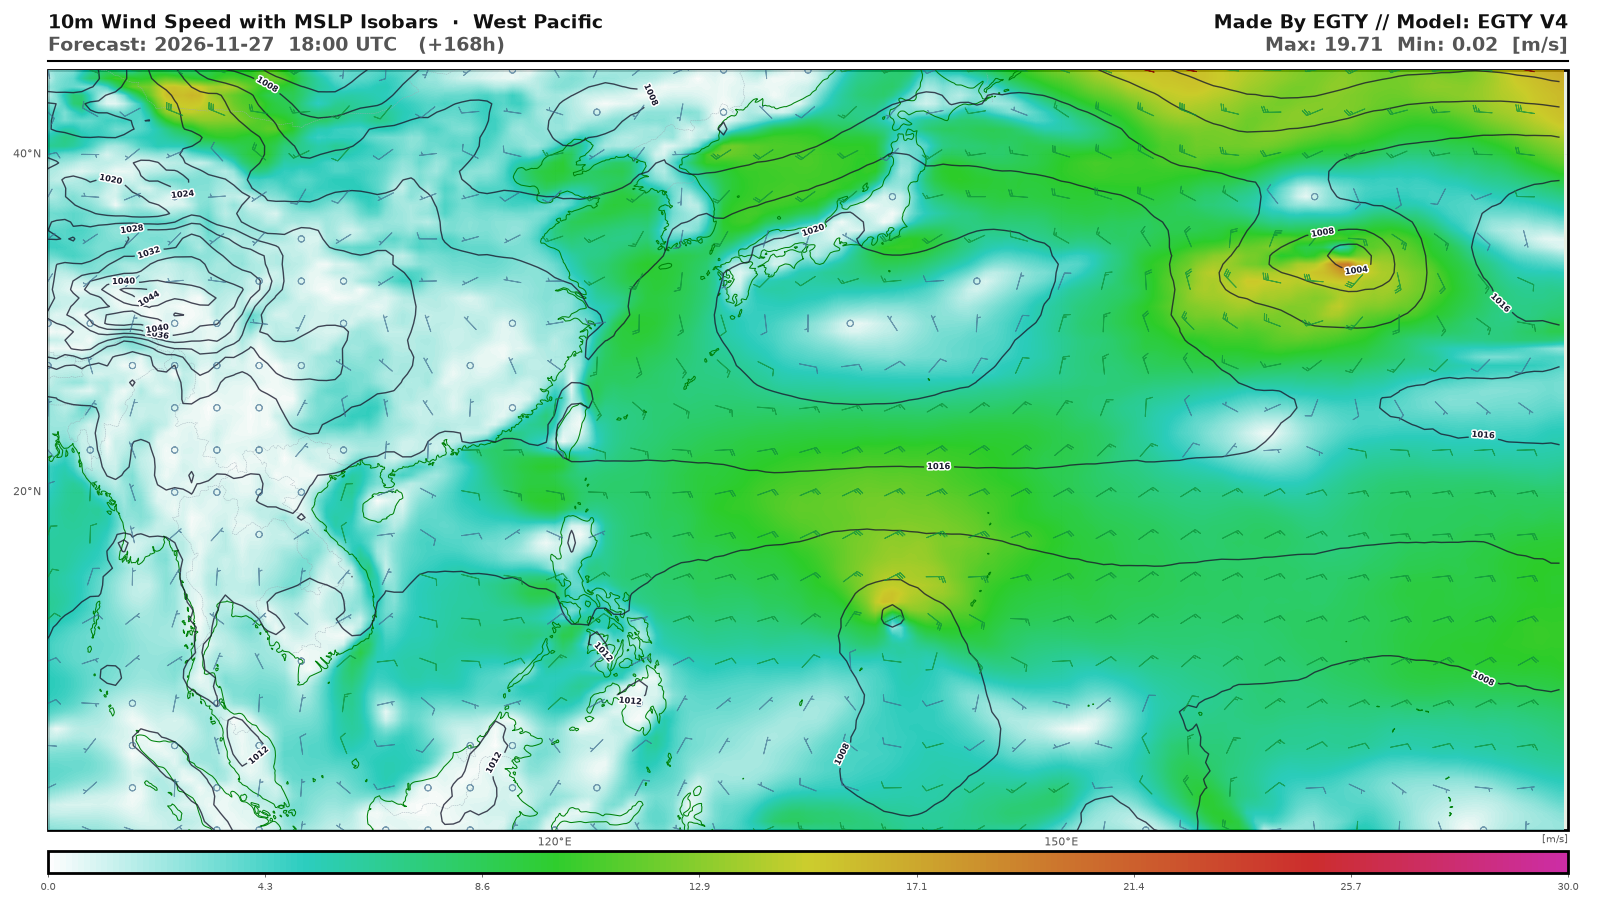 10m Wind Speed with MSLP Isobars · West Pacific
Made By EGTY // Model: EGTY V4
Forecast: 2026-11-27 18:00 UTC (+168h)
Max: 19.71 Min: 0.02 [m/s]
1008
1008
40°N
1020
1024
1028
1020
1008
1032
1004
1040
1044
1016
1040
1036
1016
1016
20°N
1012
1008
1012
1008
1012
1012
120°E
150°E
[m/s]
0.0 4.3 8.6 12.9 17.1 21.4 25.7 30.0